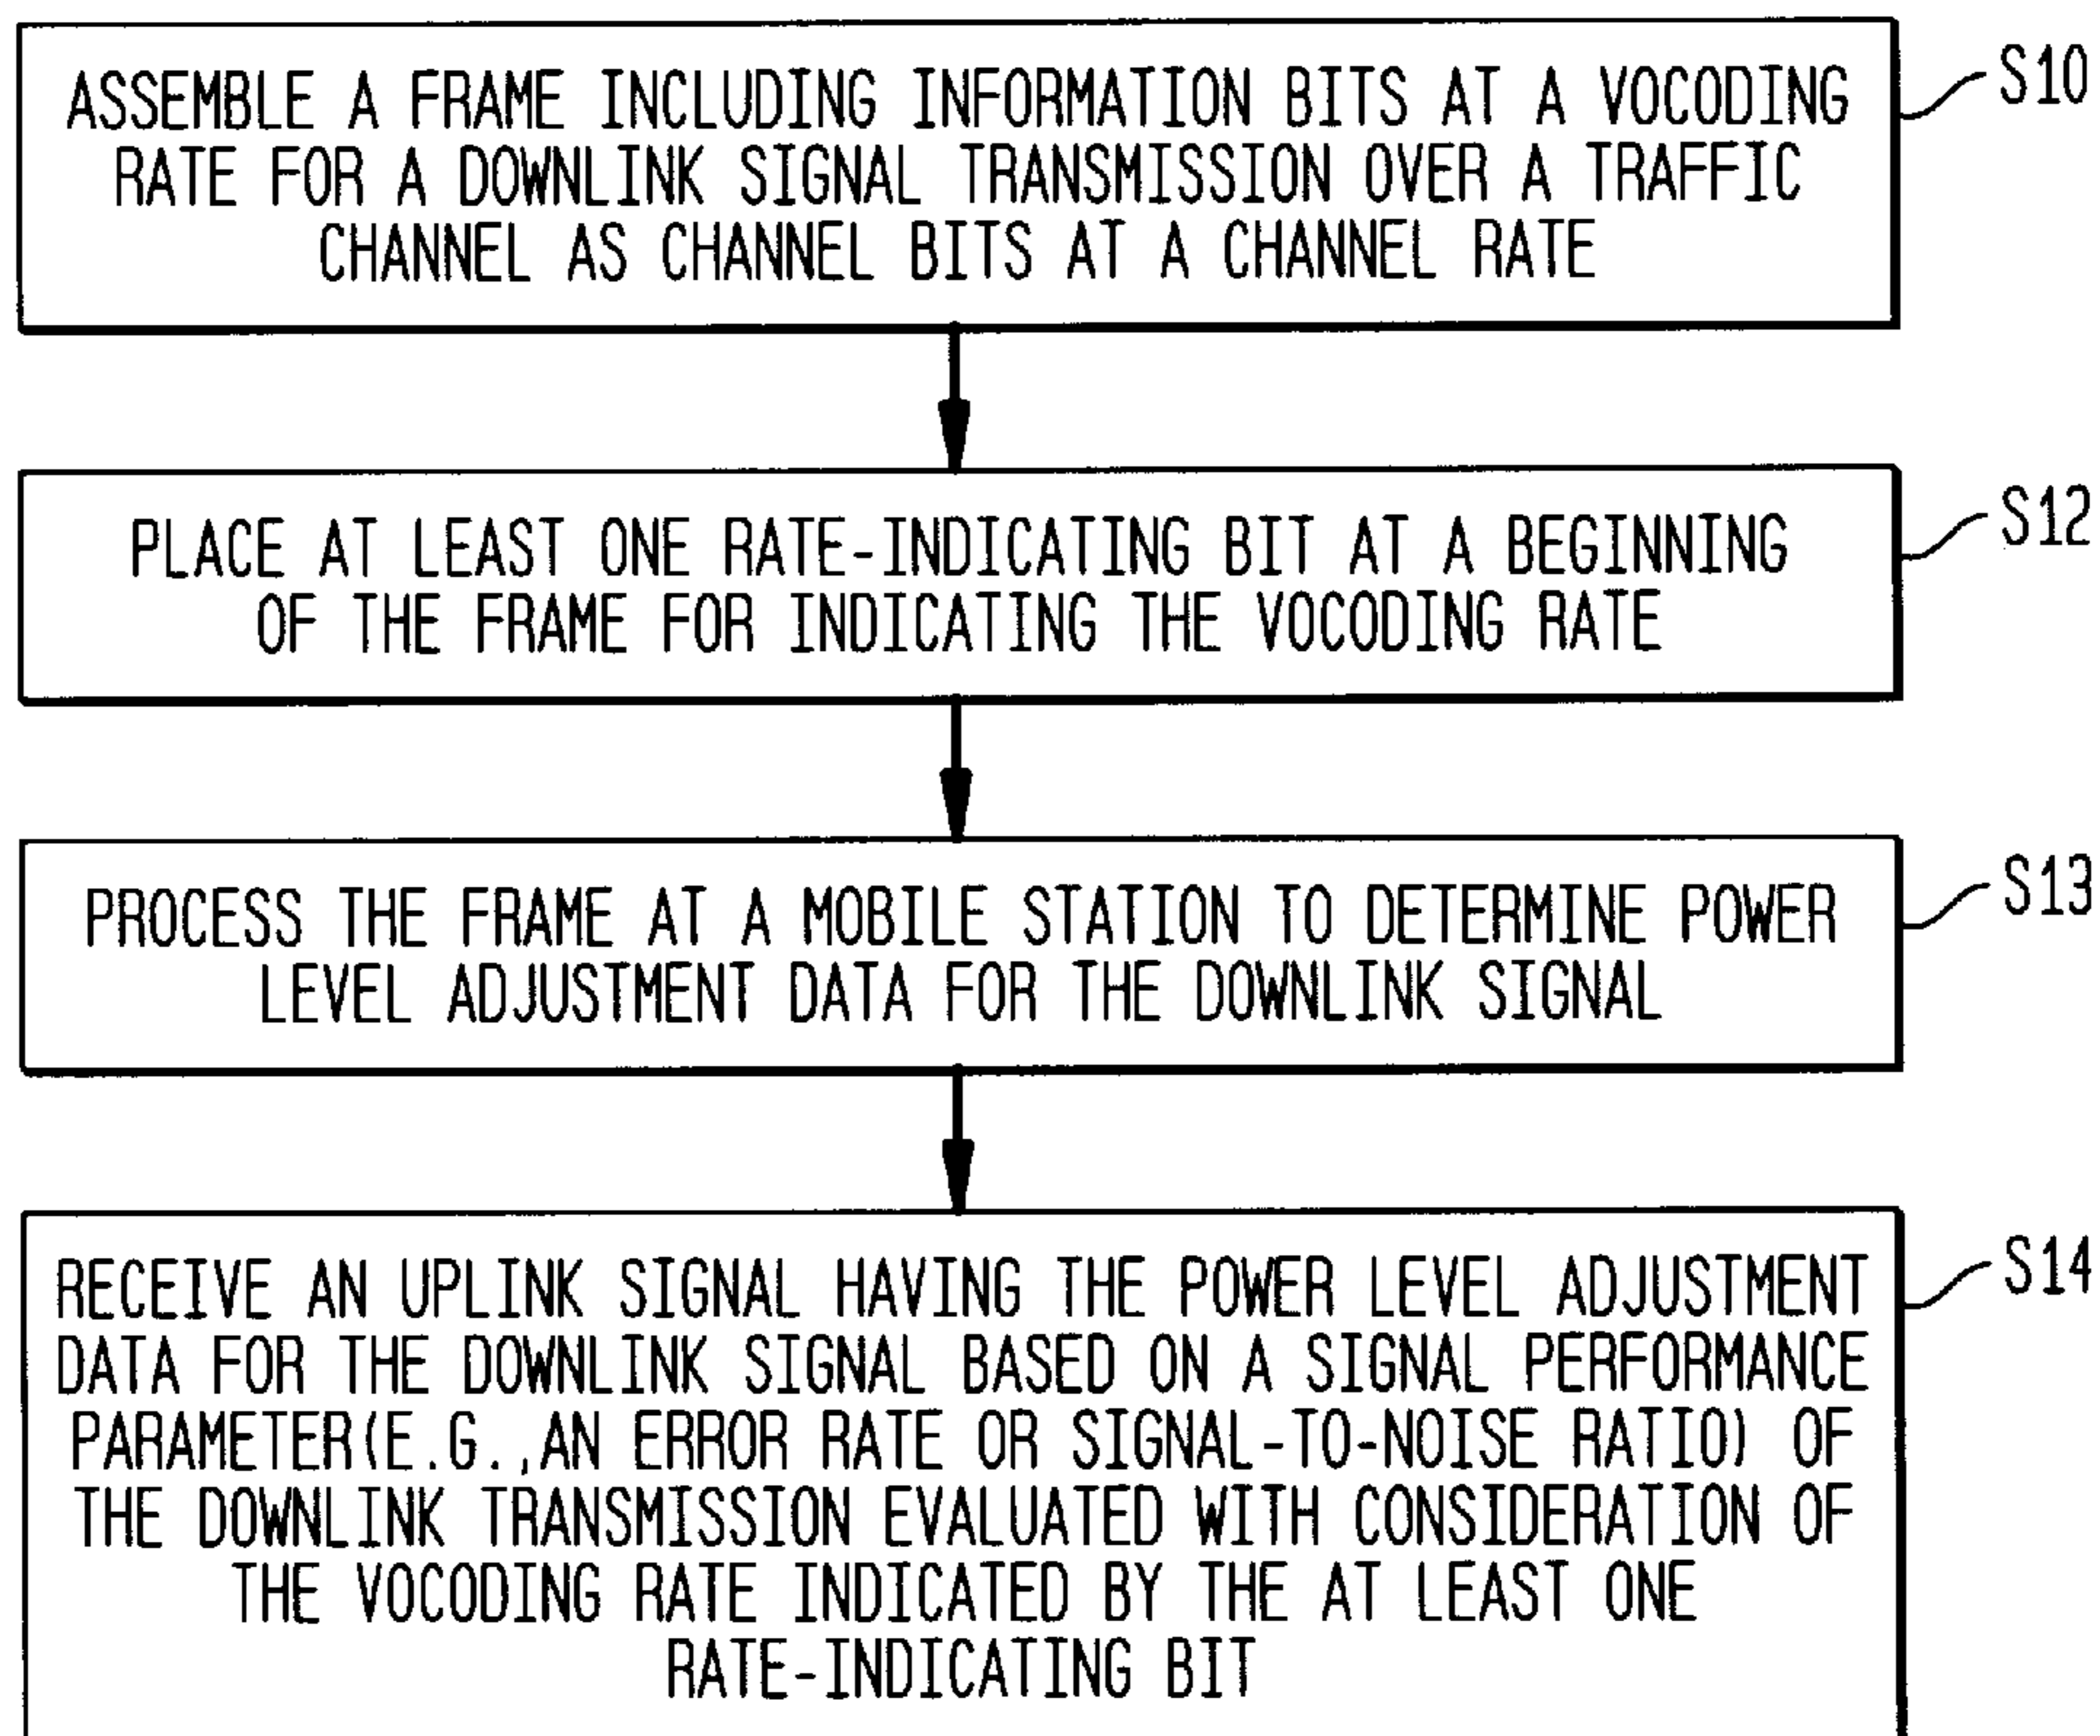 ASSEMBLE A FRAME INCLUDING INFORMATION BITS AT A VOCODING
RATE FOR A DOWNLINK SIGNAL TRANSMISSION OVER A TRAFFIC
CHANNEL AS CHANNEL BITS AT A CHANNEL RATE
S10
PLACE AT LEAST ONE RATE-INDICATING BIT AT A BEGINNING
OF THE FRAME FOR INDICATING THE VOCODING RATE
S12
PROCESS THE FRAME AT A MOBILE STATION TO DETERMINE POWER
LEVEL ADJUSTMENT DATA FOR THE DOWNLINK SIGNAL
S13
RECEIVE AN UPLINK SIGNAL HAVING THE POWER LEVEL ADJUSTMENT
DATA FOR THE DOWNLINK SIGNAL BASED ON A SIGNAL PERFORMANCE
PARAMETER(E.G.,AN ERROR RATE OR SIGNAL-TO-NOISE RATIO) OF
THE DOWNLINK TRANSMISSION EVALUATED WITH CONSIDERATION OF
THE VOCODING RATE INDICATED BY THE AT LEAST ONE
RATE-INDICATING BIT
S14